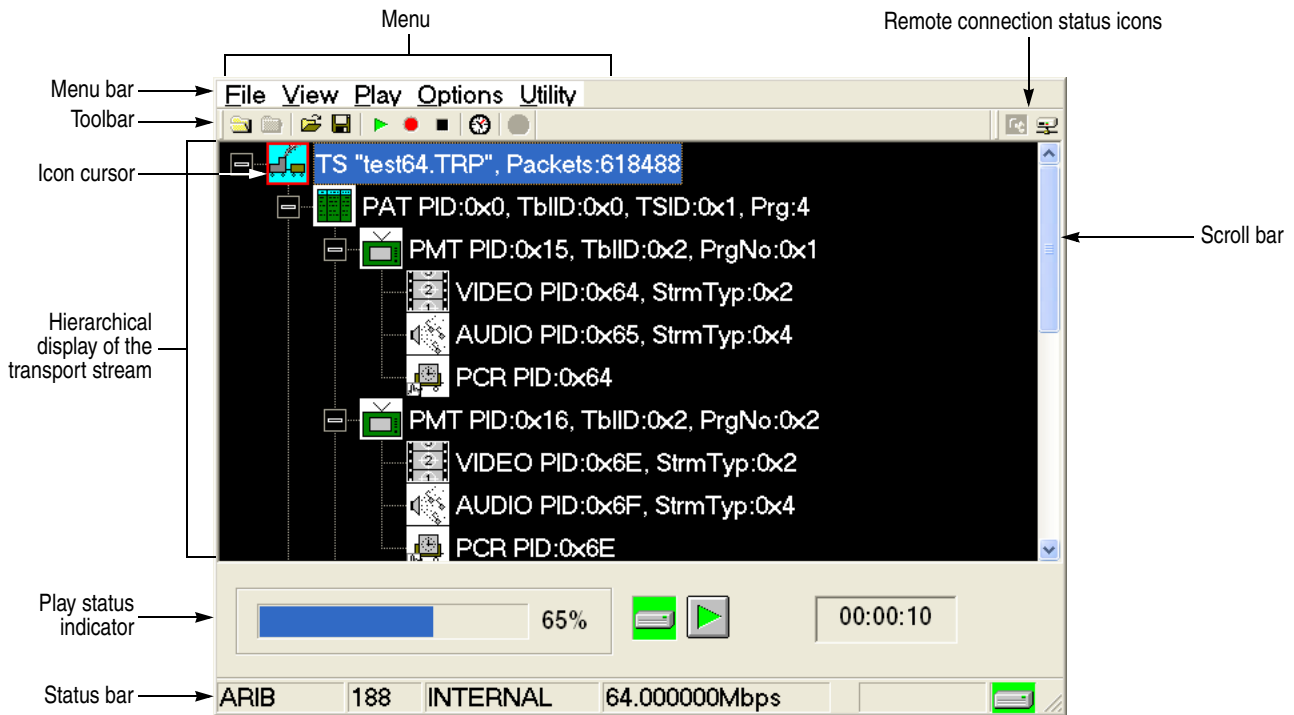 Menu
Remote connection status icons
Menu bar
File View Play Options Utility
Toolbar
Icon cursor
TS "test64.TRP", Packets:618488
PAT PID:0x0, TblID:0x0, TSID:0x1, Prg:4
PMT PID:0x15, TblID:0x2, PrgNo:0x1
Scroll bar
VIDEO PID:0x64, StrmTyp:0x2
AUDIO PID:0x65, StrmTyp:0x4
PCR PID:0x64
Hierarchical
display of the
transport stream
PMT PID:0x16, TblID:0x2, PrgNo:0x2
VIDEO PID:0x6E, StrmTyp:0x2
AUDIO PID:0x6F, StrmTyp:0x4
PCR PID:0x6E
Play status
indicator
65%
00:00:10
Status bar
ARIB 188 INTERNAL 64.000000Mbps